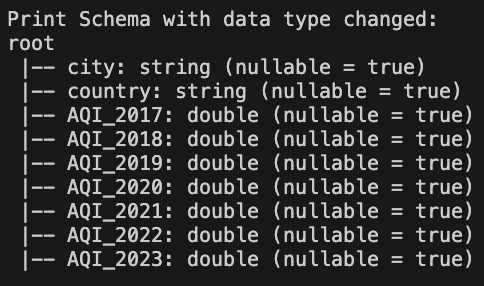 Print Schema with data type changed:
root
 |-- city: string (nullable = true)
 |-- country: string (nullable = true)
 |-- AQI_2017: double (nullable = true)
 |-- AQI_2018: double (nullable = true)
 |-- AQI_2019: double (nullable = true)
 |-- AQI_2020: double (nullable = true)
 |-- AQI_2021: double (nullable = true)
 |-- AQI_2022: double (nullable = true)
 |-- AQI_2023: double (nullable = true)